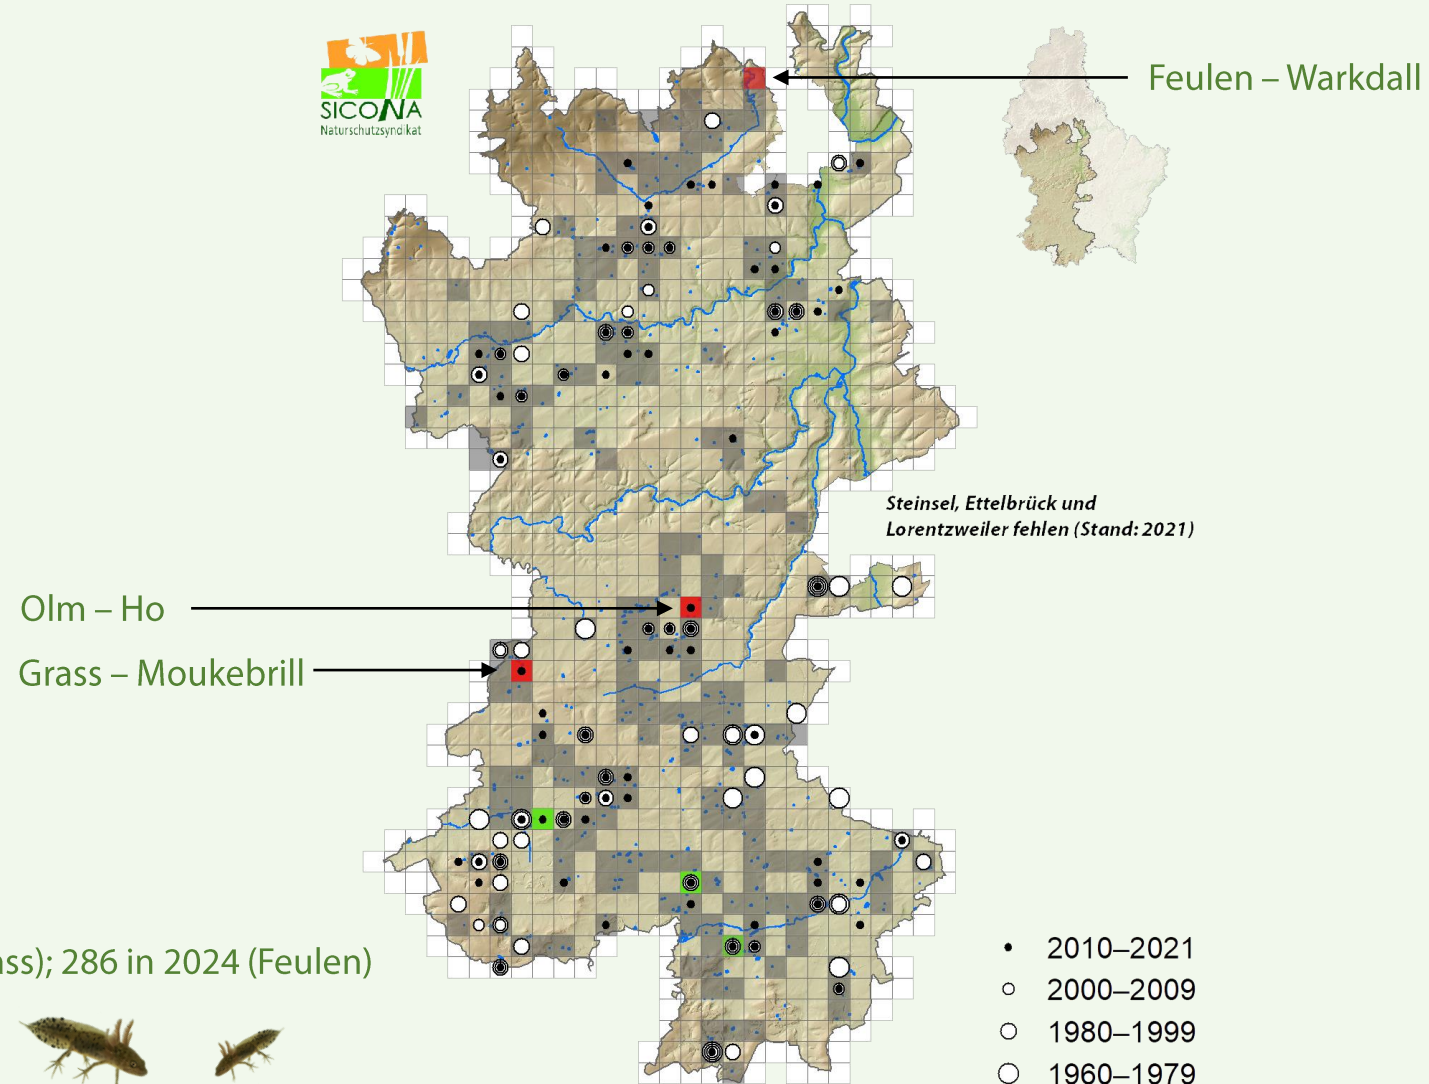 SICONA
Naturschutzsyndikat
Feulen – Warkdall
Steinsel, Ettelbrück und
Lorentzweiler fehlen (Stand: 2021)
Olm – Ho
Grass – Moukebrill
ss); 286 in 2024 (Feulen)
2010–2021
2000–2009
1980–1999
1960–1979